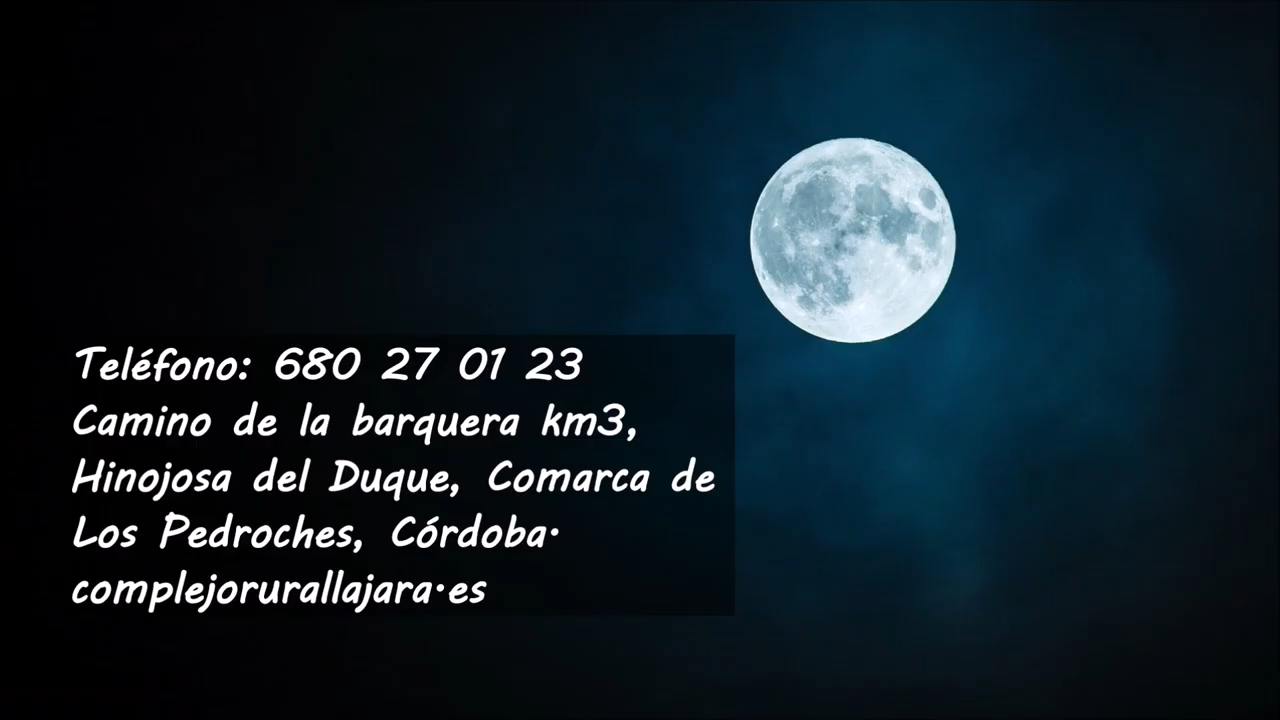 Teléfono: 680 27 01 23
Camino de la barquera km3,
Hinojosa del Duque, Comarca de
Los Pedroches, Córdoba·
complejorurallajara·es